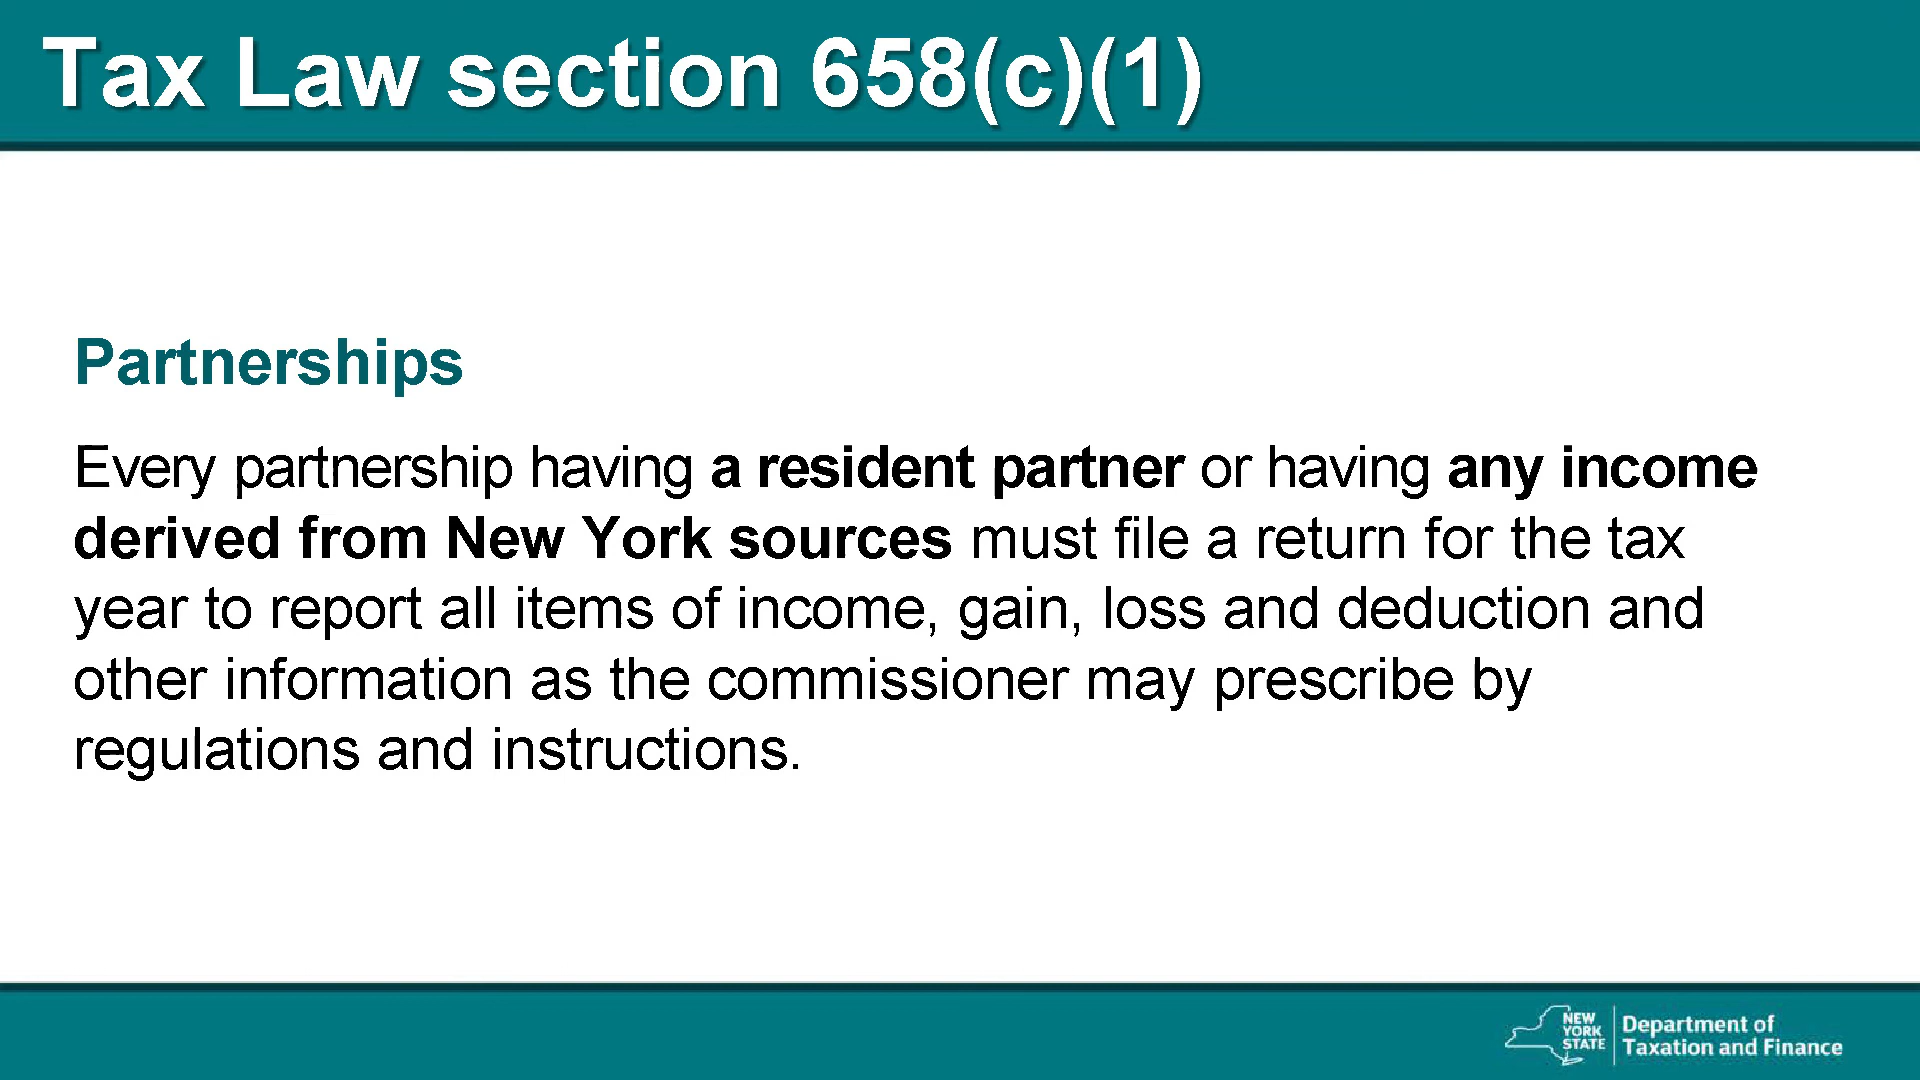 Tax Law section 658(c)(1)
Partnerships
Every partnership having a resident partner or having any income
derived from New York sources must file a return for the tax
year to report all items of income, gain, loss and deduction and
other information as the commissioner may prescribe by
regulations and instructions.
NEW
YORK
STATE
Department of
Taxation and Finance